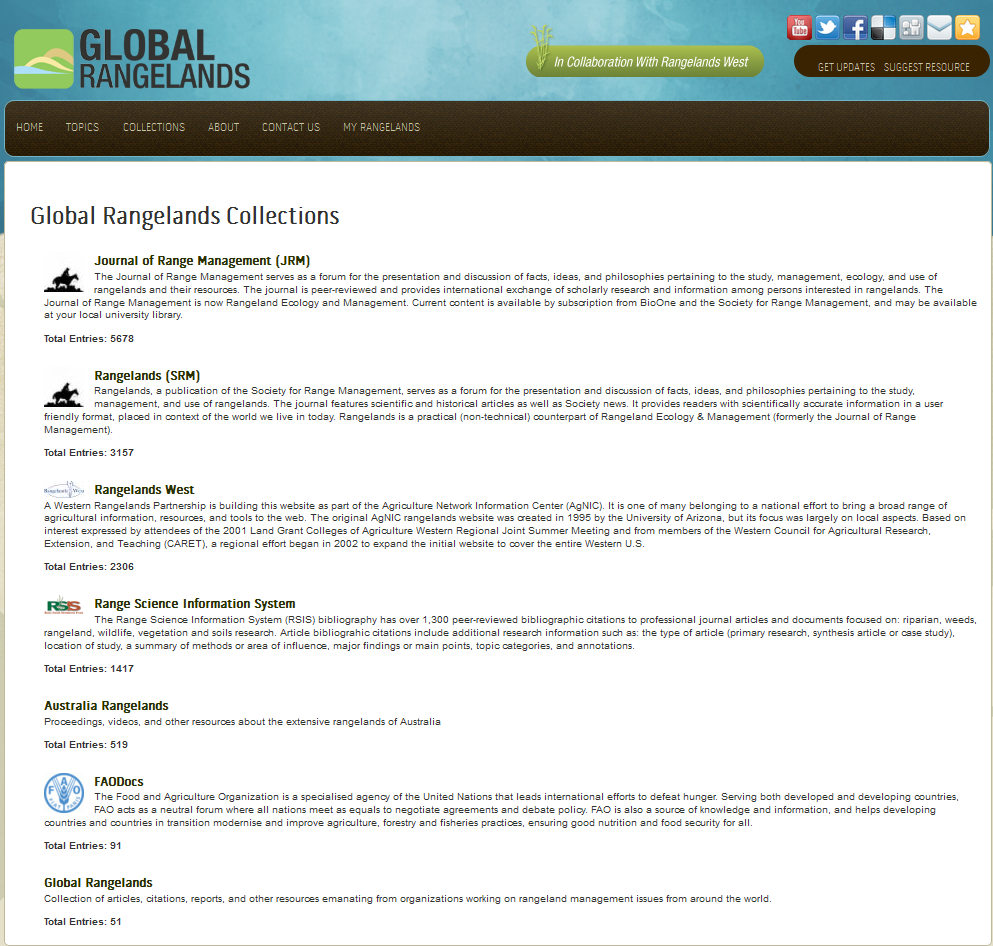 GLOBAL
RANGELANDS
You
Tube
In Collaboration With Rangelands West
GET UPDATES SUGGEST RESOURCE
HOME TOPICS COLLECTIONS ABOUT CONTACT US MY RANGELANDS
Global Rangelands Collections
Journal of Range Management (JRM)
The Journal of Range Management serves as a forum for the presentation and discussion of facts, ideas, and philosophies pertaining to the study, management, ecology, and use of
rangelands and their resources. The journal is peer-reviewed and provides international exchange of scholarly research and information among persons interested in rangelands. The
Journal of Range Management is now Rangeland Ecology and Management. Current content is available by subscription from BioOne and the Society for Range Management, and may be available
at your local university library.
Total Entries: 5678
Rangelands (SRM)
Rangelands, a publication of the Society for Range Management, serves as a forum for the presentation and discussion of facts, ideas, and philosophies pertaining to the study,
management, and use of rangelands. The journal features scientific and historical articles as well as Society news. It provides readers with scientifically accurate information in a user
friendly format, placed in context of the world we live in today. Rangelands is a practical (non-technical) counterpart of Rangeland Ecology & Management (formerly the Journal of Range
Management).
Total Entries: 3157
Rangelands West
Rangelands West
A Western Rangelands Partnership is building this website as part of the Agriculture Network Information Center (AgNIC). It is one of many belonging to a national effort to bring a broad range of
agricultural information, resources, and tools to the web. The original AgNIC rangelands website was created in 1995 by the University of Arizona, but its focus was largely on local aspects. Based on
interest expressed by attendees of the 2001 Land Grant Colleges of Agriculture Western Regional Joint Summer Meeting and from members of the Western Council for Agricultural Research,
Extension, and Teaching (CARET), a regional effort began in 2002 to expand the initial website to cover the entire Western U.S.
Total Entries: 2306
RSIS
Range Science Information System
The Range Science Information System (RSIS) bibliography has over 1,300 peer-reviewed bibliographic citations to professional journal articles and documents focused on: riparian, weeds,
rangeland, wildlife, vegetation and soils research. Article bibliograhic citations include additional research information such as: the type of article (primary research, synthesis article or case study),
location of study, a summary of methods or area of influence, major findings or main points, topic categories, and annotations.
Total Entries: 1417
Australia Rangelands
Proceedings, videos, and other resources about the extensive rangelands of Australia
Total Entries: 519
F A O
FIAT PANIS
FAODocs
The Food and Agriculture Organization is a specialised agency of the United Nations that leads international efforts to defeat hunger. Serving both developed and developing countries,
FAO acts as a neutral forum where all nations meet as equals to negotiate agreements and debate policy. FAO is also a source of knowledge and information, and helps developing
countries and countries in transition modernise and improve agriculture, forestry and fisheries practices, ensuring good nutrition and food security for all.
Total Entries: 91
Global Rangelands
Collection of articles, citations, reports, and other resources emanating from organizations working on rangeland management issues from around the world.
Total Entries: 51